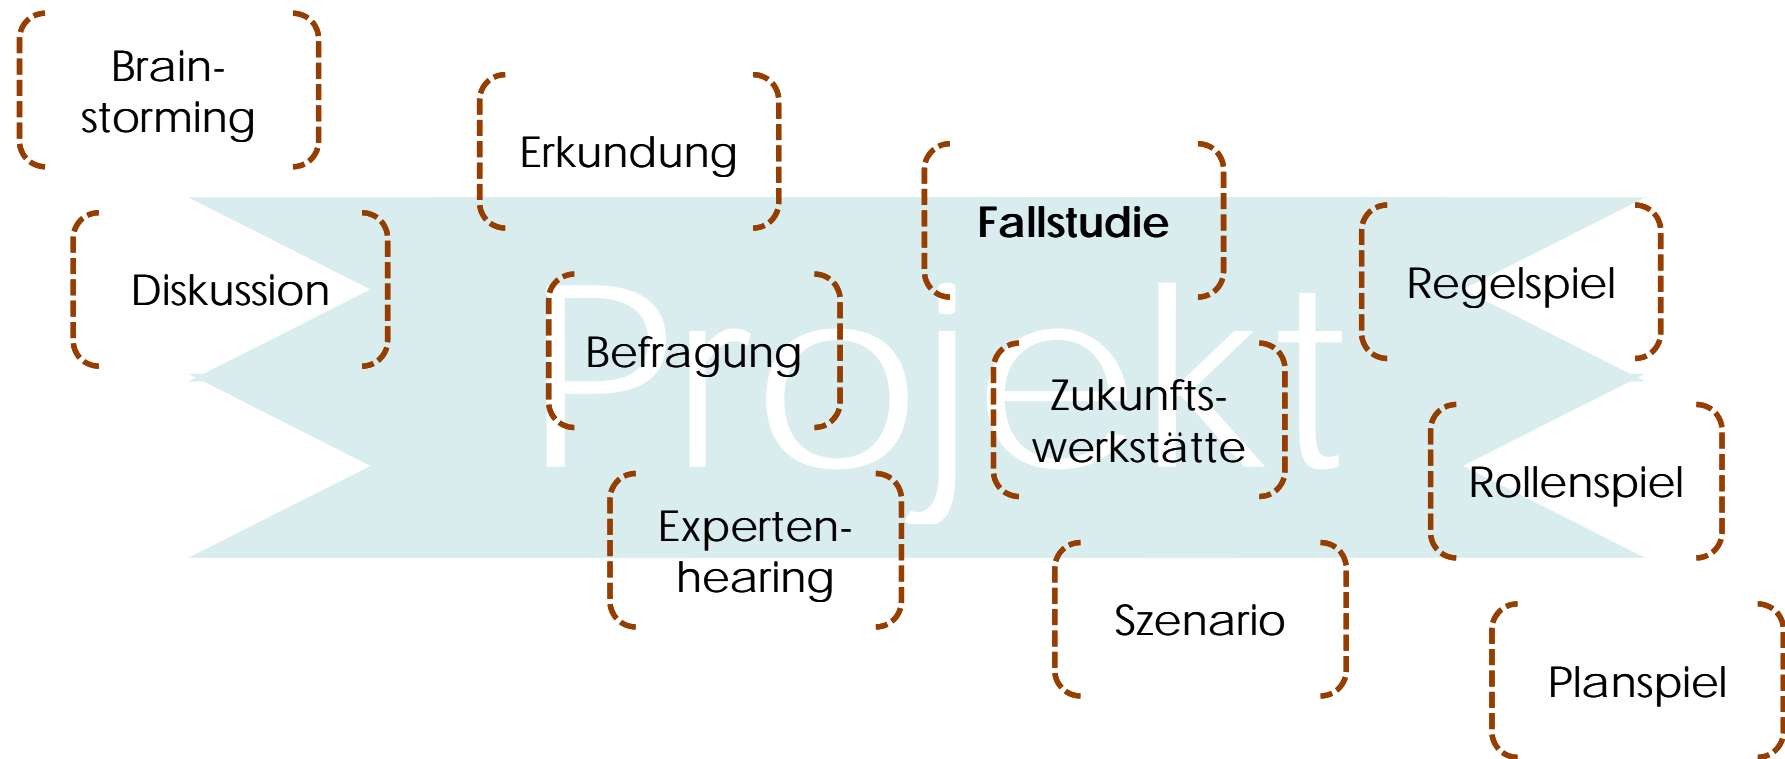 Brain-
storming
Diskussion
Erkundung
Befragung
Experten-
hearing
Fallstudie
Zukunfts-
werkstätte
Szenario
Regelspiel
Rollenspiel
Planspiel
Projekt